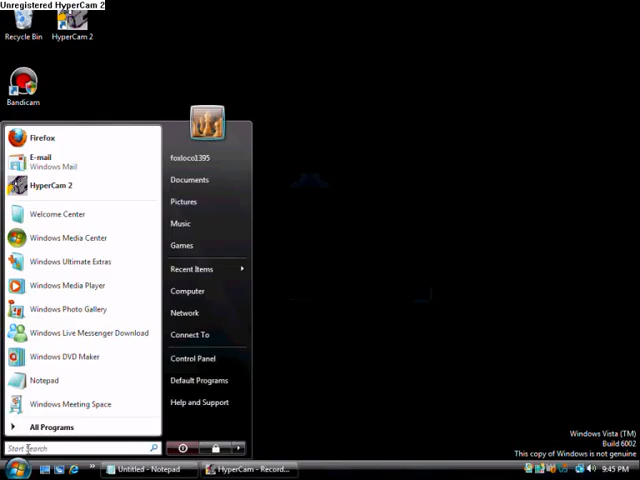 Unregistered HyperCam 2
Recycle Bin
HyperCam 2
Bandicam
Firefox
E-mail
Windows Mail
HyperCam 2
Welcome Center
Windows Media Center
Windows Ultimate Extras
Windows Media Player
Windows Photo Gallery
Windows Live Messenger Download
Windows DVD Maker
Notepad
Windows Meeting Space
All Programs
Start Search
foxloco1395
Documents
Pictures
Music
Games
Recent Items
Computer
Network
Connect To
Control Panel
Default Programs
Help and Support
Windows Vista (TM)
Build 6002
This copy of Windows is not genuine
Untitled - Notepad
HyperCam - Record...
9:45 PM